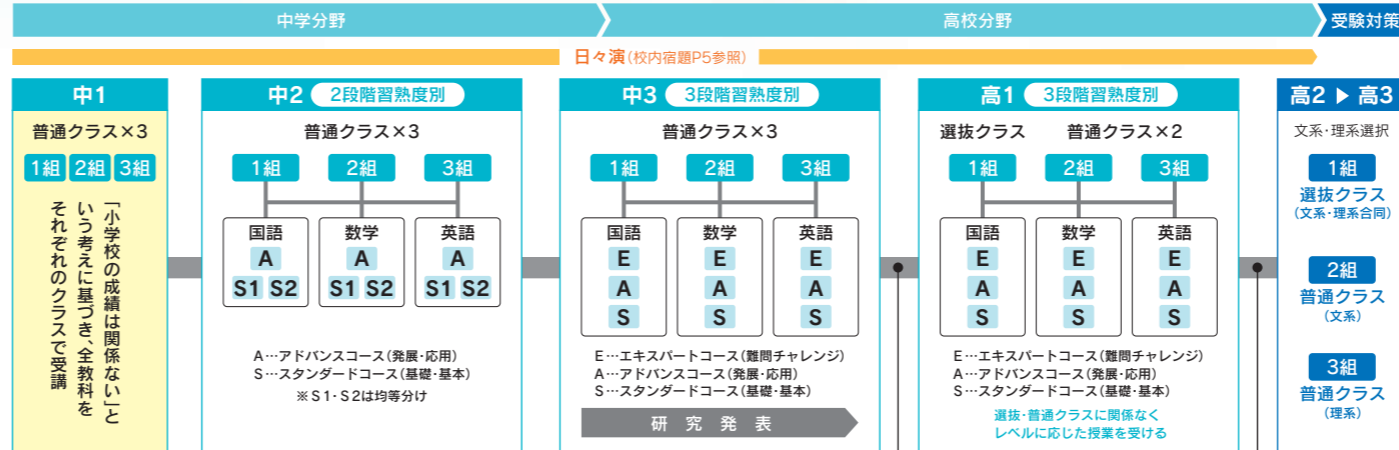 中学分野
高校分野
受験対策
日々演(校内宿題P5参照)
中1
普通クラス×3
1組 2組 3組
「小学校の成績は関係ない」と
いう考えに基づき、全教科を
それぞれのクラスで受講
中2 2段階習熟度別
普通クラス×3
1組 2組 3組
国語 数学 英語
A A A
S1 S2 S1 S2 S1 S2
A…アドバンスコース(発展・応用)
S…スタンダードコース(基礎・基本)
※S1・S2は均等分け
中3 3段階習熟度別
普通クラス×3
1組 2組 3組
国語 数学 英語
E E E
A A A
S S S
E…エキスパートコース(難問チャレンジ)
A…アドバンスコース(発展・応用)
S…スタンダードコース(基礎・基本)
研究発表
高1 3段階習熟度別
選抜クラス 普通クラス×2
1組 2組 3組
国語 数学 英語
E E E
A A A
S S S
E…エキスパートコース(難問チャレンジ)
A…アドバンスコース(発展・応用)
S…スタンダードコース(基礎・基本)
選抜・普通クラスに関係なく
レベルに応じた授業を受ける
高2 ▶ 高3
文系・理系選択
1組
選抜クラス
(文系・理系合同)
2組
普通クラス
(文系)
3組
普通クラス
(理系)